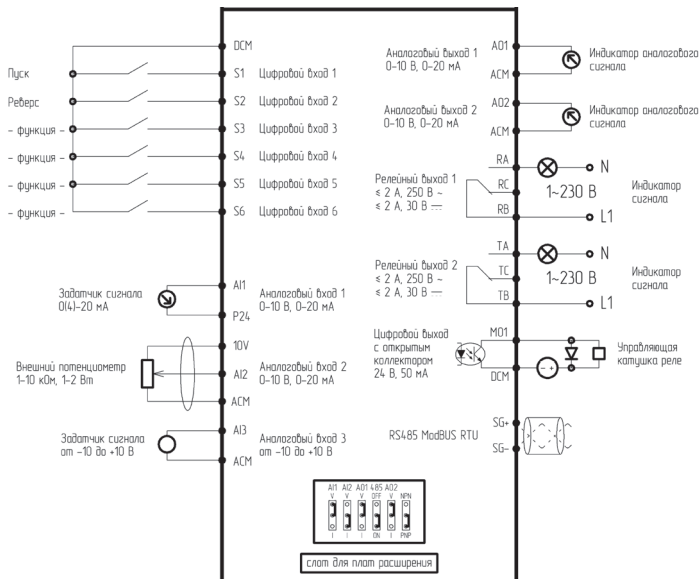 DCM
Пуск
S1 Цифровой вход 1
Реверс
S2 Цифровой вход 2
- функция -
S3 Цифровой вход 3
- функция -
S4 Цифровой вход 4
- функция -
S5 Цифровой вход 5
- функция -
S6 Цифровой вход 6
Задатчик сигнала
0(4)-20 мА
AI1
P24
Аналоговый вход 1
0-10 В, 0-20 мА
Внешний потенциометр
1-10 кОм, 1-2 Вт
10V
AI2
ACM
Аналоговый вход 2
0-10 В, 0-20 мА
Задатчик сигнала
от -10 до +10 В
AI3
ACM
Аналоговый вход 3
от -10 до +10 В
Аналоговый выход 1
0-10 В, 0-20 мА
AO1
ACM
Индикатор аналогового
сигнала
Аналоговый выход 2
0-10 В, 0-20 мА
AO2
ACM
Индикатор аналогового
сигнала
Релейный выход 1
≤ 2 А, 250 В ~
≤ 2 А, 30 В ⎓
RA
RC
RB
N
1~230 В
L1
Индикатор
сигнала
Релейный выход 2
≤ 2 А, 250 В ~
≤ 2 А, 30 В ⎓
TA
TC
TB
N
1~230 В
L1
Индикатор
сигнала
Цифровой выход
с открытым
коллектором
24 В, 50 мА
MO1
DCM
- +
Управляющая
катушка реле
RS485 ModBUS RTU
SG+
SG-
AI1 AI2 AO1 485 AO2
V V V OFF V NPN
I I I ON I PNP
слот для плат расширения